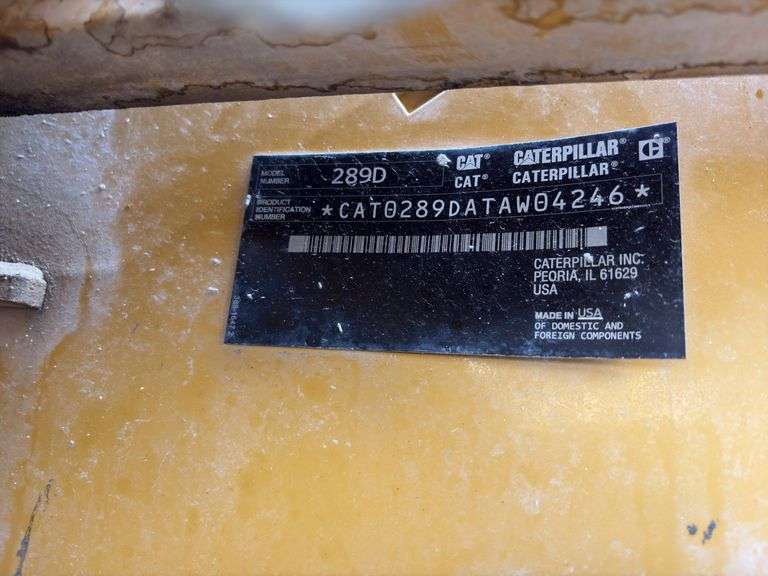 MODEL NUMBER 289D
CAT® CATERPILLAR®
CAT® CATERPILLAR®
PRODUCT IDENTIFICATION NUMBER *CAT0289DATAW04246*
CATERPILLAR INC.
PEORIA, IL 61629
USA
MADE IN USA
OF DOMESTIC AND
FOREIGN COMPONENTS